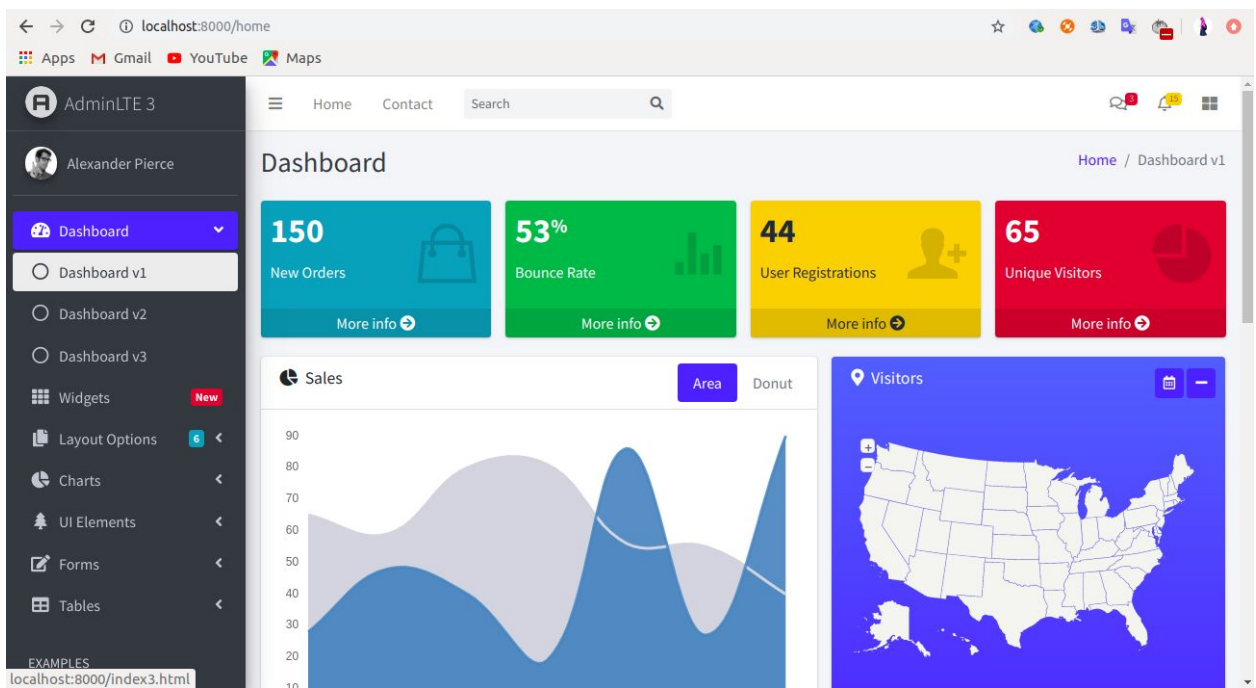 localhost:8000/home
Apps Gmail YouTube Maps
AdminLTE 3
Home Contact Search
3 15
Alexander Pierce
Dashboard
Home / Dashboard v1
Dashboard
Dashboard v1
Dashboard v2
Dashboard v3
Widgets New
Layout Options 6
Charts
UI Elements
Forms
Tables
EXAMPLES
localhost:8000/index3.html
150
New Orders
More info
53%
Bounce Rate
More info
44
User Registrations
More info
65
Unique Visitors
More info
Sales
Area Donut
90
80
70
60
50
40
30
20
10
Visitors
+
−